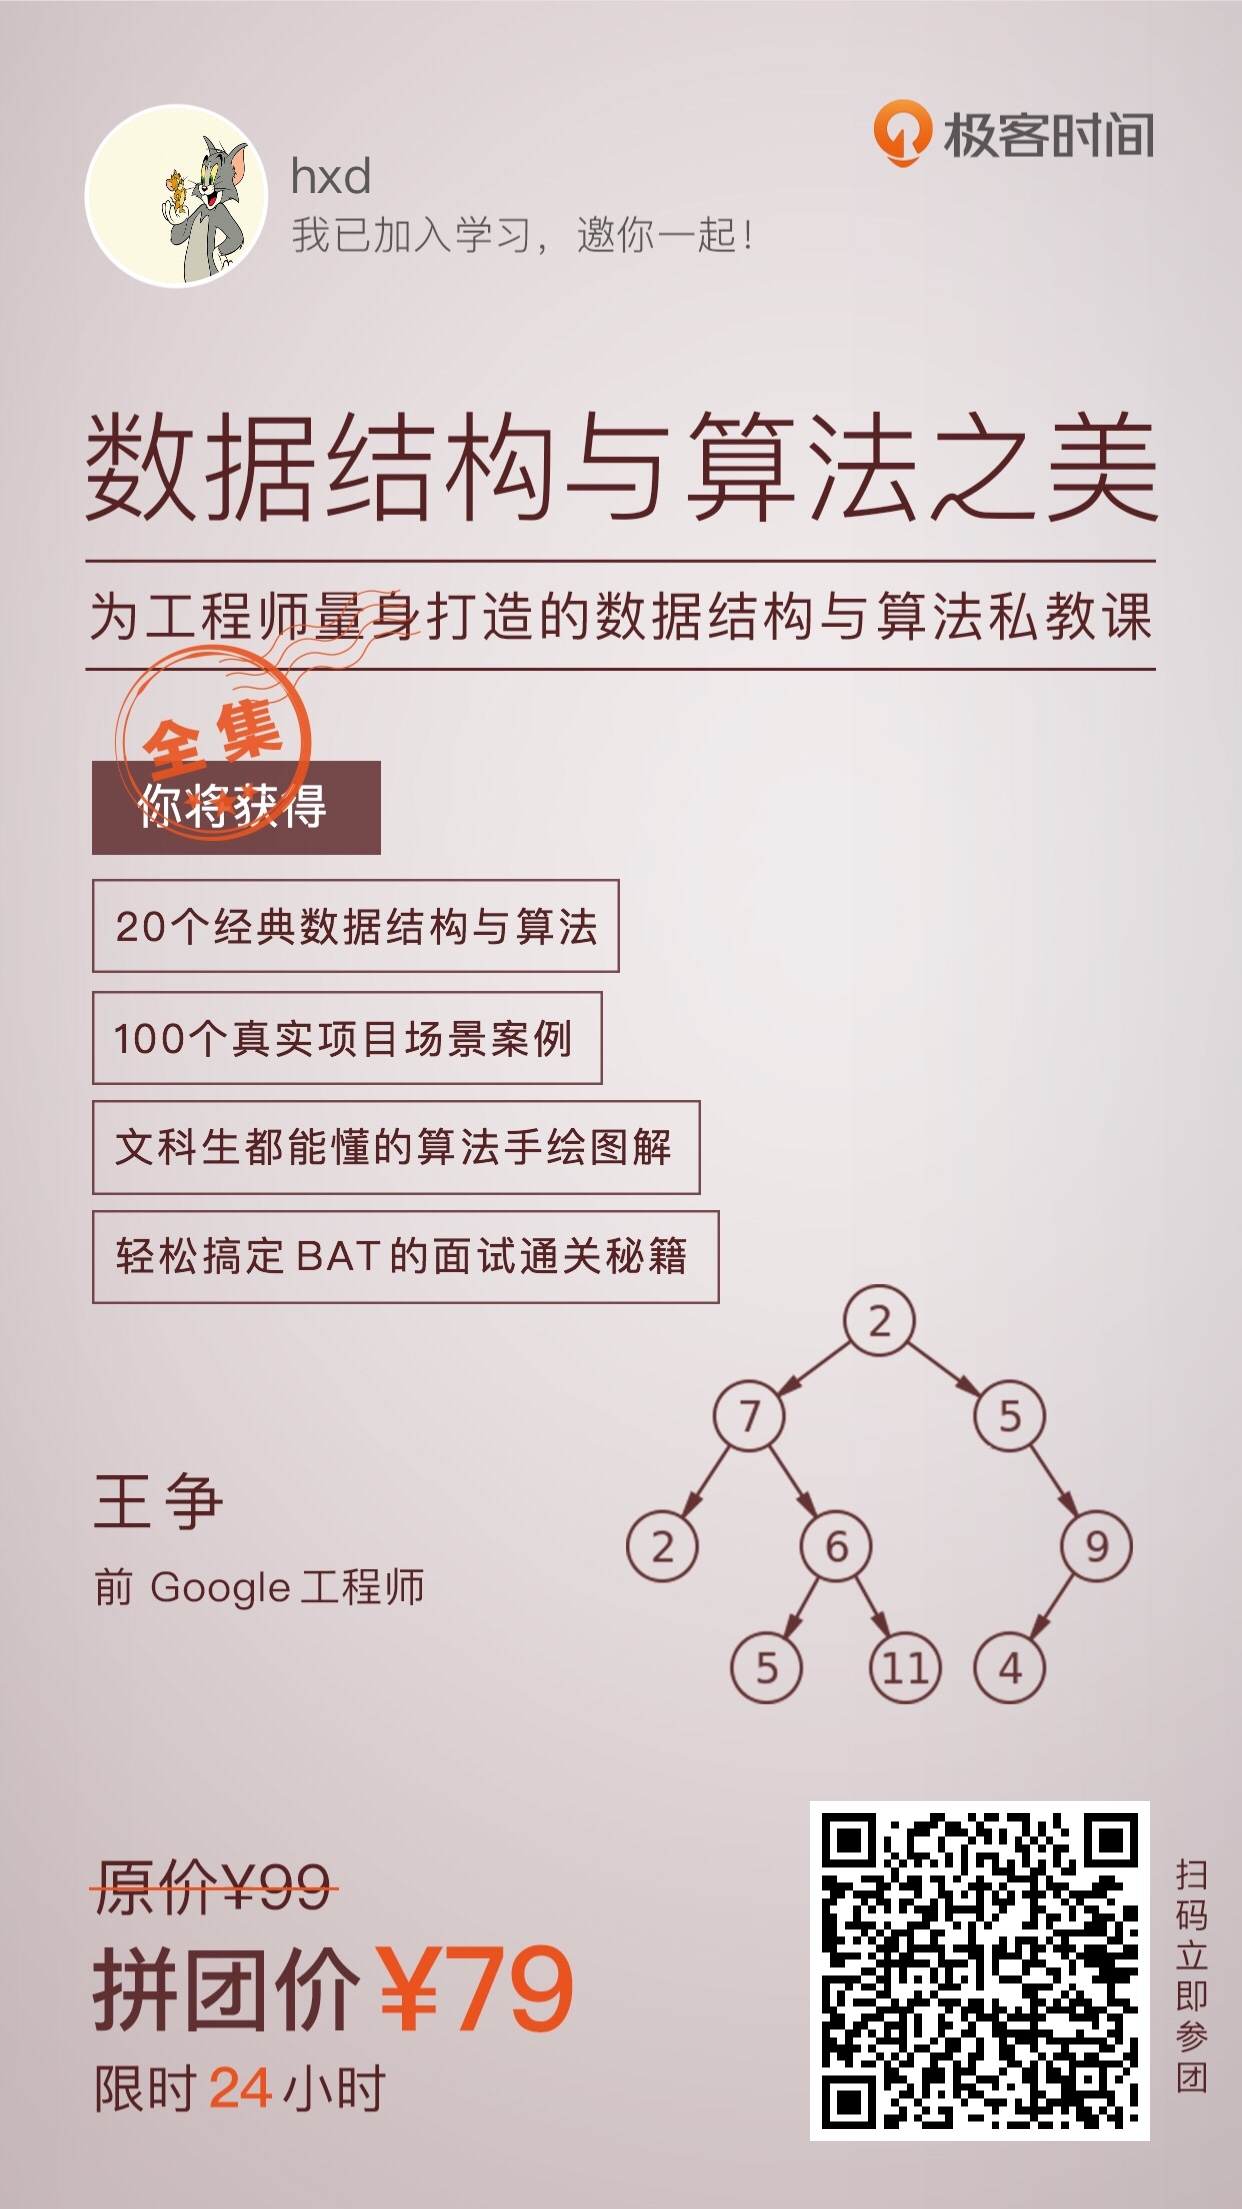 极客时间
hxd
我已加入学习，邀你一起！
数据结构与算法之美
为工程师量身打造的数据结构与算法私教课
全集
你将获得
20个经典数据结构与算法
100个真实项目场景案例
文科生都能懂的算法手绘图解
轻松搞定BAT的面试通关秘籍
2
7 5
2 6 9
5 11 4
王争
前 Google 工程师
原价¥99
拼团价¥79
限时24小时
扫码立即参团